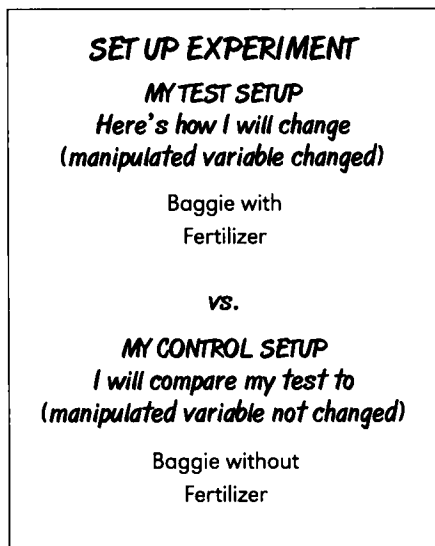 SET UP EXPERIMENT
MY TEST SETUP
Here's how I will change
(manipulated variable changed)
Baggie with
Fertilizer
vs.
MY CONTROL SETUP
I will compare my test to
(manipulated variable not changed)
Baggie without
Fertilizer